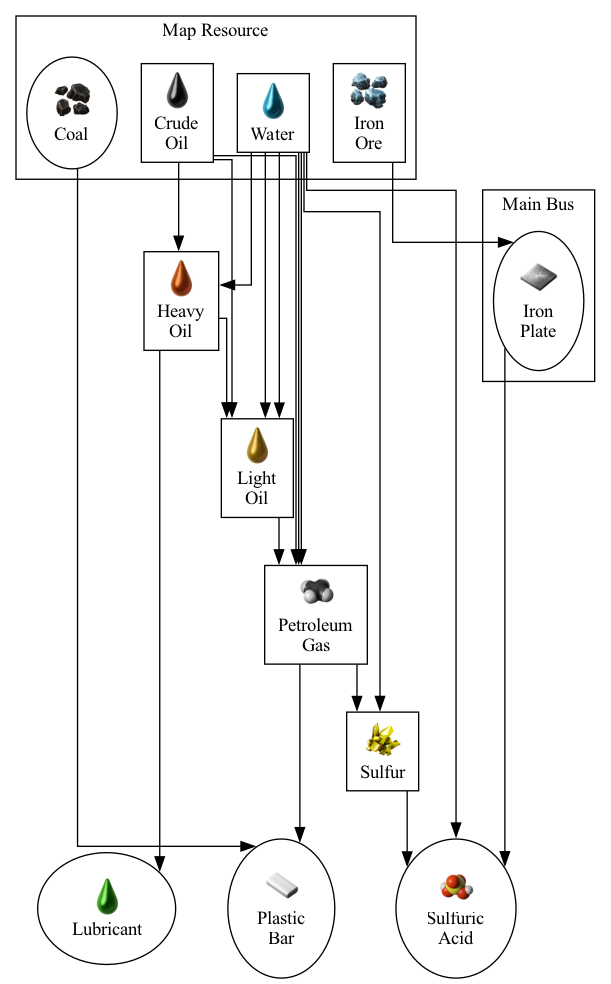 Map Resource
Coal
Crude
Oil
Water
Iron
Ore
Main Bus
Iron
Plate
Heavy
Oil
Light
Oil
Petroleum
Gas
Sulfur
Lubricant
Plastic
Bar
Sulfuric
Acid